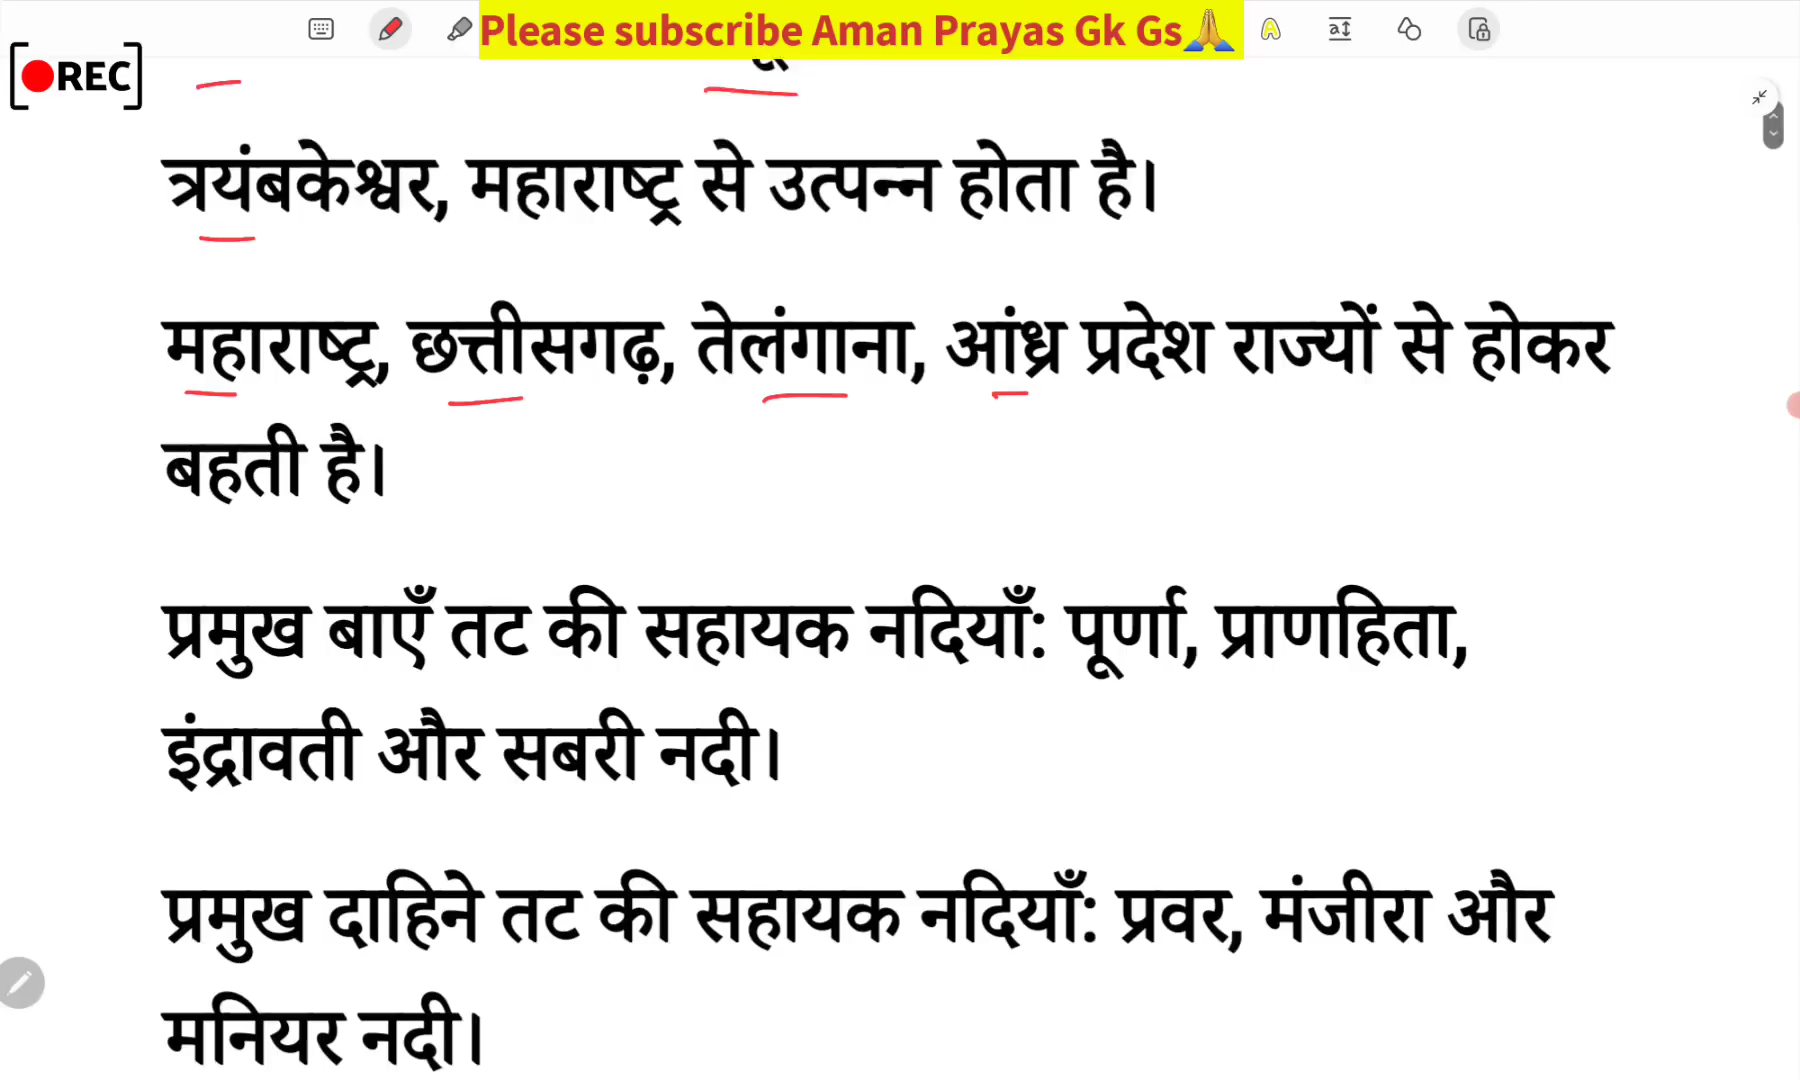 Please subscribe Aman Prayas Gk Gs🙏
REC
त्रयंबकेश्वर, महाराष्ट्र से उत्पन्न होता है।
महाराष्ट्र, छत्तीसगढ़, तेलंगाना, आंध्र प्रदेश राज्यों से होकर
बहती है।
प्रमुख बाएँ तट की सहायक नदियाँ: पूर्णा, प्राणहिता,
इंद्रावती और सबरी नदी।
प्रमुख दाहिने तट की सहायक नदियाँ: प्रवर, मंजीरा और
मनियर नदी।